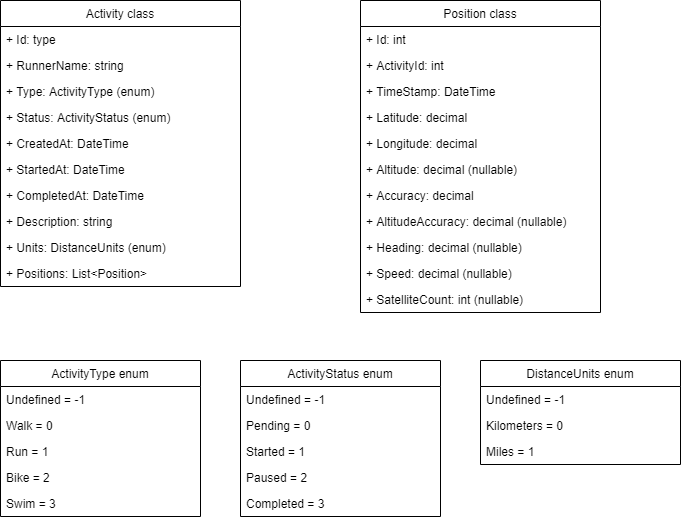 Activity class
+ Id: type
+ RunnerName: string
+ Type: ActivityType (enum)
+ Status: ActivityStatus (enum)
+ CreatedAt: DateTime
+ StartedAt: DateTime
+ CompletedAt: DateTime
+ Description: string
+ Units: DistanceUnits (enum)
+ Positions: List<Position>
Position class
+ Id: int
+ ActivityId: int
+ TimeStamp: DateTime
+ Latitude: decimal
+ Longitude: decimal
+ Altitude: decimal (nullable)
+ Accuracy: decimal
+ AltitudeAccuracy: decimal (nullable)
+ Heading: decimal (nullable)
+ Speed: decimal (nullable)
+ SatelliteCount: int (nullable)
ActivityType enum
Undefined = -1
Walk = 0
Run = 1
Bike = 2
Swim = 3
ActivityStatus enum
Undefined = -1
Pending = 0
Started = 1
Paused = 2
Completed = 3
DistanceUnits enum
Undefined = -1
Kilometers = 0
Miles = 1